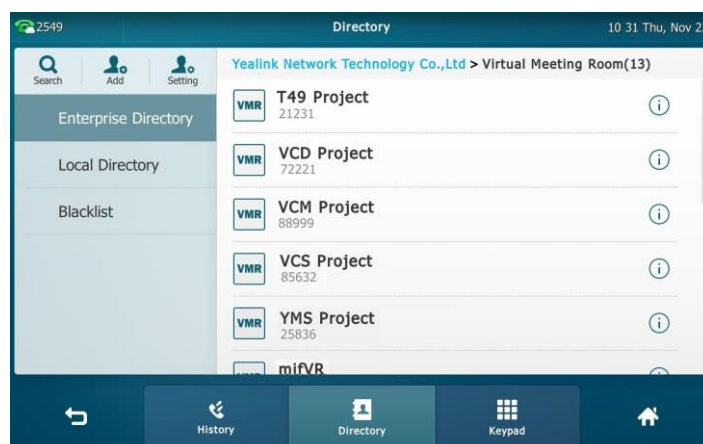 2549
Directory
10 31 Thu, Nov
Search
Add
Setting
Yealink Network Technology Co.,Ltd > Virtual Meeting Room(13)
Enterprise Directory
Local Directory
Blacklist
VMR
T49 Project
21231
VMR
VCD Project
72221
VMR
VCM Project
88999
VMR
VCS Project
85632
VMR
YMS Project
25836
mifVR
History
Directory
Keypad